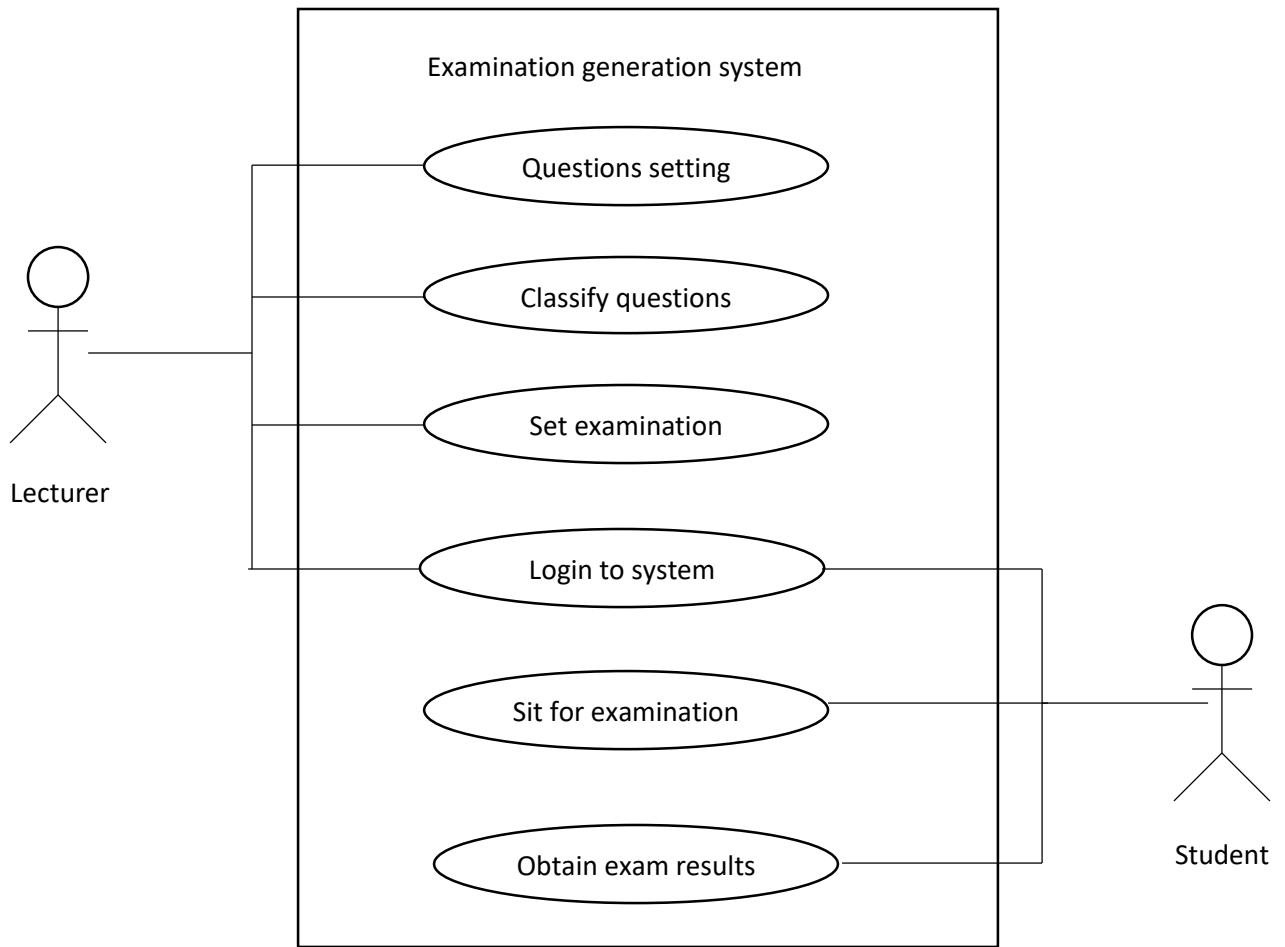 Examination generation system
Questions setting
Classify questions
Set examination
Lecturer
Login to system
Sit for examination
Obtain exam results
Student